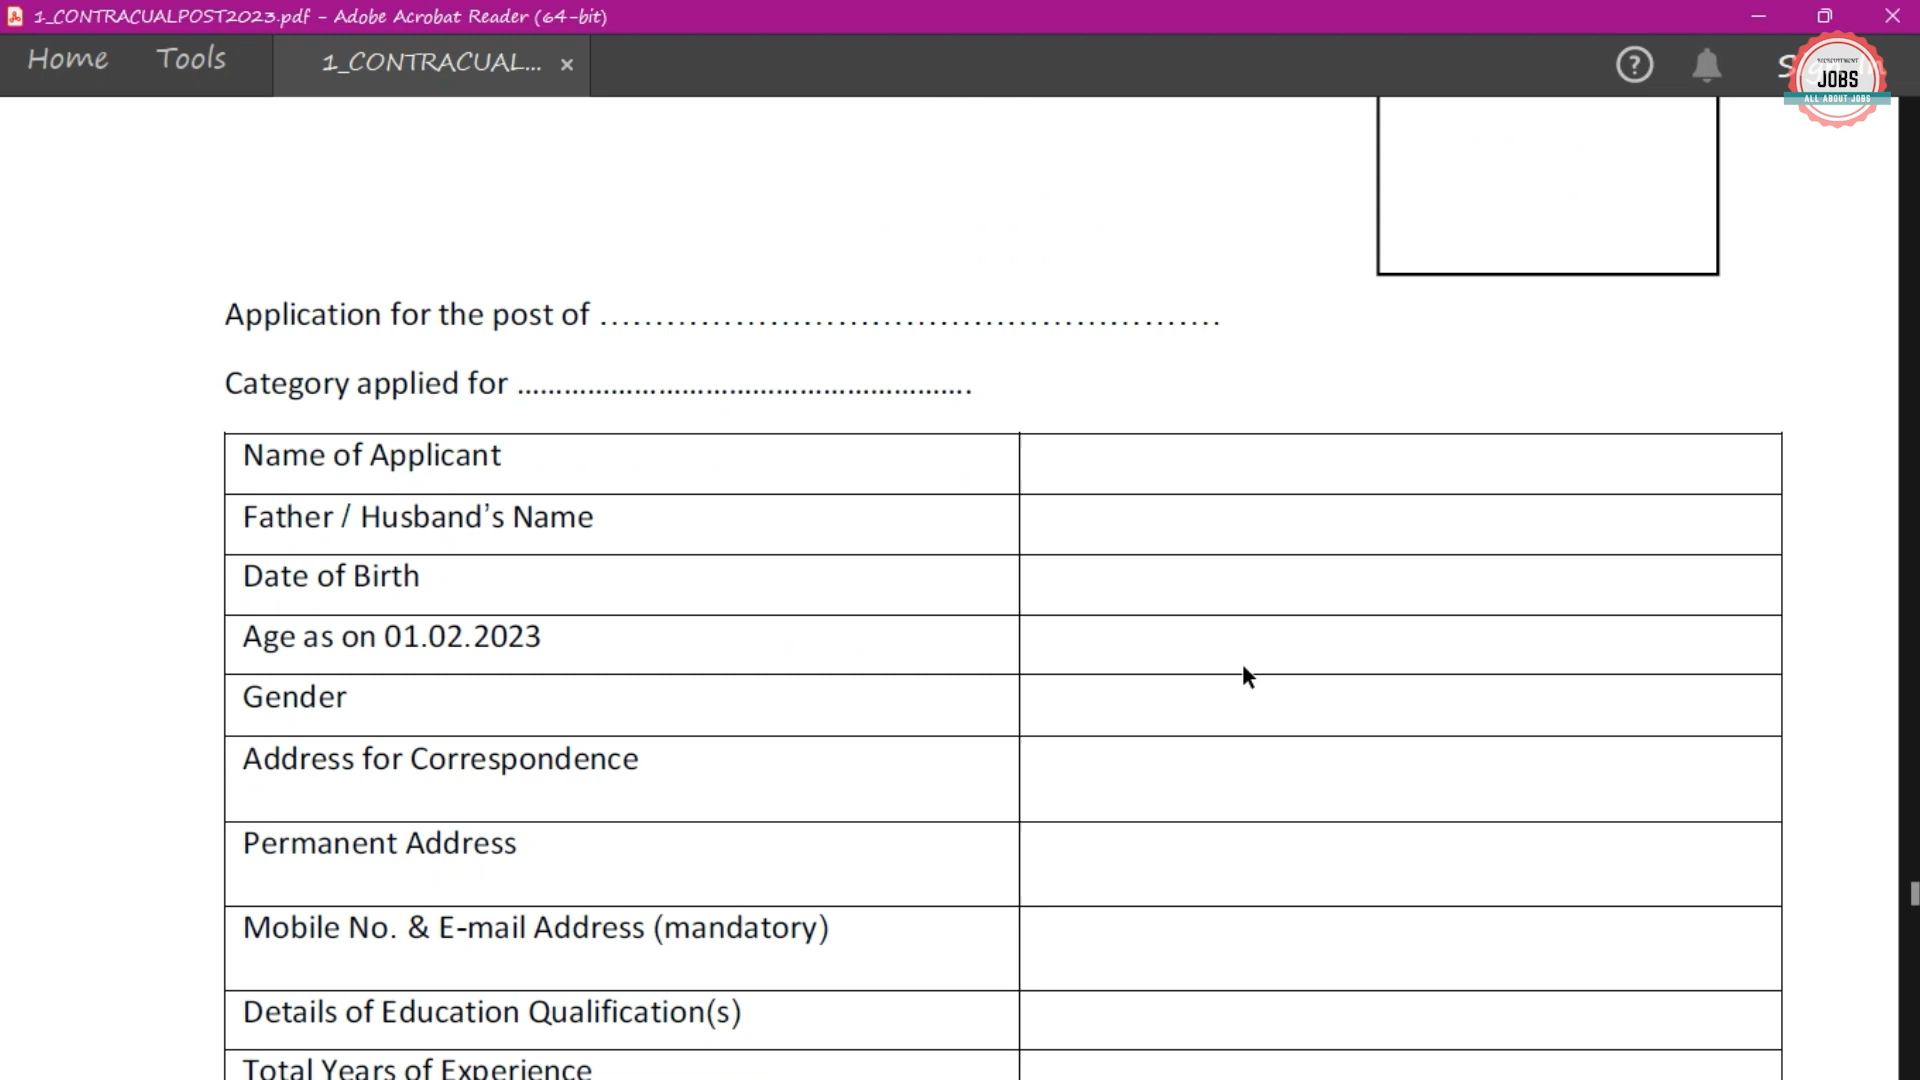 1_CONTRACUALPOST2023.pdf - Adobe Acrobat Reader (64-bit)
Home Tools 1_CONTRACUAL... ×
RECRUITMENT
JOBS
ALL ABOUT JOBS
Application for the post of ......................................................
Category applied for .........................................................
Name of Applicant
Father / Husband's Name
Date of Birth
Age as on 01.02.2023
Gender
Address for Correspondence
Permanent Address
Mobile No. & E-mail Address (mandatory)
Details of Education Qualification(s)
Total Years of Experience